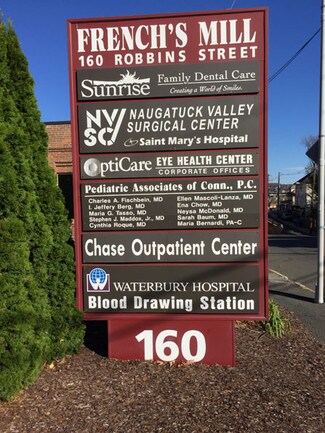 FRENCH'S MILL
160 ROBBINS STREET
Sunrise Family Dental Care
Creating a World of Smiles.
NVSC NAUGATUCK VALLEY
SURGICAL CENTER
& Saint Mary's Hospital
OptiCare EYE HEALTH CENTER
CORPORATE OFFICES
Pediatric Associates of Conn., P.C.
Charles A. Fischbein, MD
I. Jeffery Berg, MD
Maria G. Tasso, MD
Stephen J. Maddox, Jr., MD
Cynthia Roque, MD
Ellen Mascoli-Lanza, MD
Ena Chow, MD
Neysa McDonald, MD
Sarah Baum, MD
Maria Bernardi, PA-C
Chase Outpatient Center
WATERBURY HOSPITAL
Blood Drawing Station
160